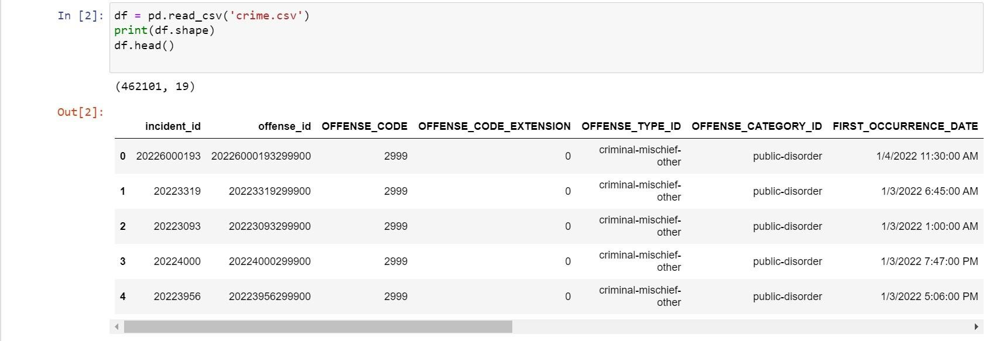 In [2]: df = pd.read_csv('crime.csv')
print(df.shape)
df.head()
(462101, 19)
Out[2]:
incident_id offense_id OFFENSE_CODE OFFENSE_CODE_EXTENSION OFFENSE_TYPE_ID OFFENSE_CATEGORY_ID FIRST_OCCURRENCE_DATE
0 20226000193 20226000193299900 2999 0 criminal-mischief-
other public-disorder 1/4/2022 11:30:00 AM
1 20223319 20223319299900 2999 0 criminal-mischief-
other public-disorder 1/3/2022 6:45:00 AM
2 20223093 20223093299900 2999 0 criminal-mischief-
other public-disorder 1/3/2022 1:00:00 AM
3 20224000 20224000299900 2999 0 criminal-mischief-
other public-disorder 1/3/2022 7:47:00 PM
4 20223956 20223956299900 2999 0 criminal-mischief-
other public-disorder 1/3/2022 5:06:00 PM